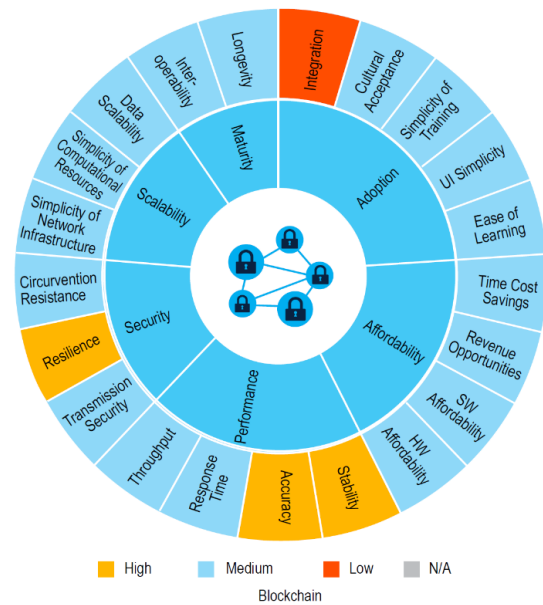 Integration
Cultural
Acceptance
Simplicity of
Training
UI Simplicity
Ease of
Learning
Time Cost
Savings
Revenue
Opportunities
SW
Affordability
HW
Affordability
Stability
Accuracy
Response
Time
Throughput
Transmission
Security
Resilience
Circurvention
Resistance
Simplicity of
Network
Infrastructure
Simplicity of
Computational
Resources
Data
Scalability
Inter-
operability
Longevity
Adoption
Affordability
Performance
Security
Scalability
Maturity
High
Medium
Low
N/A
Blockchain